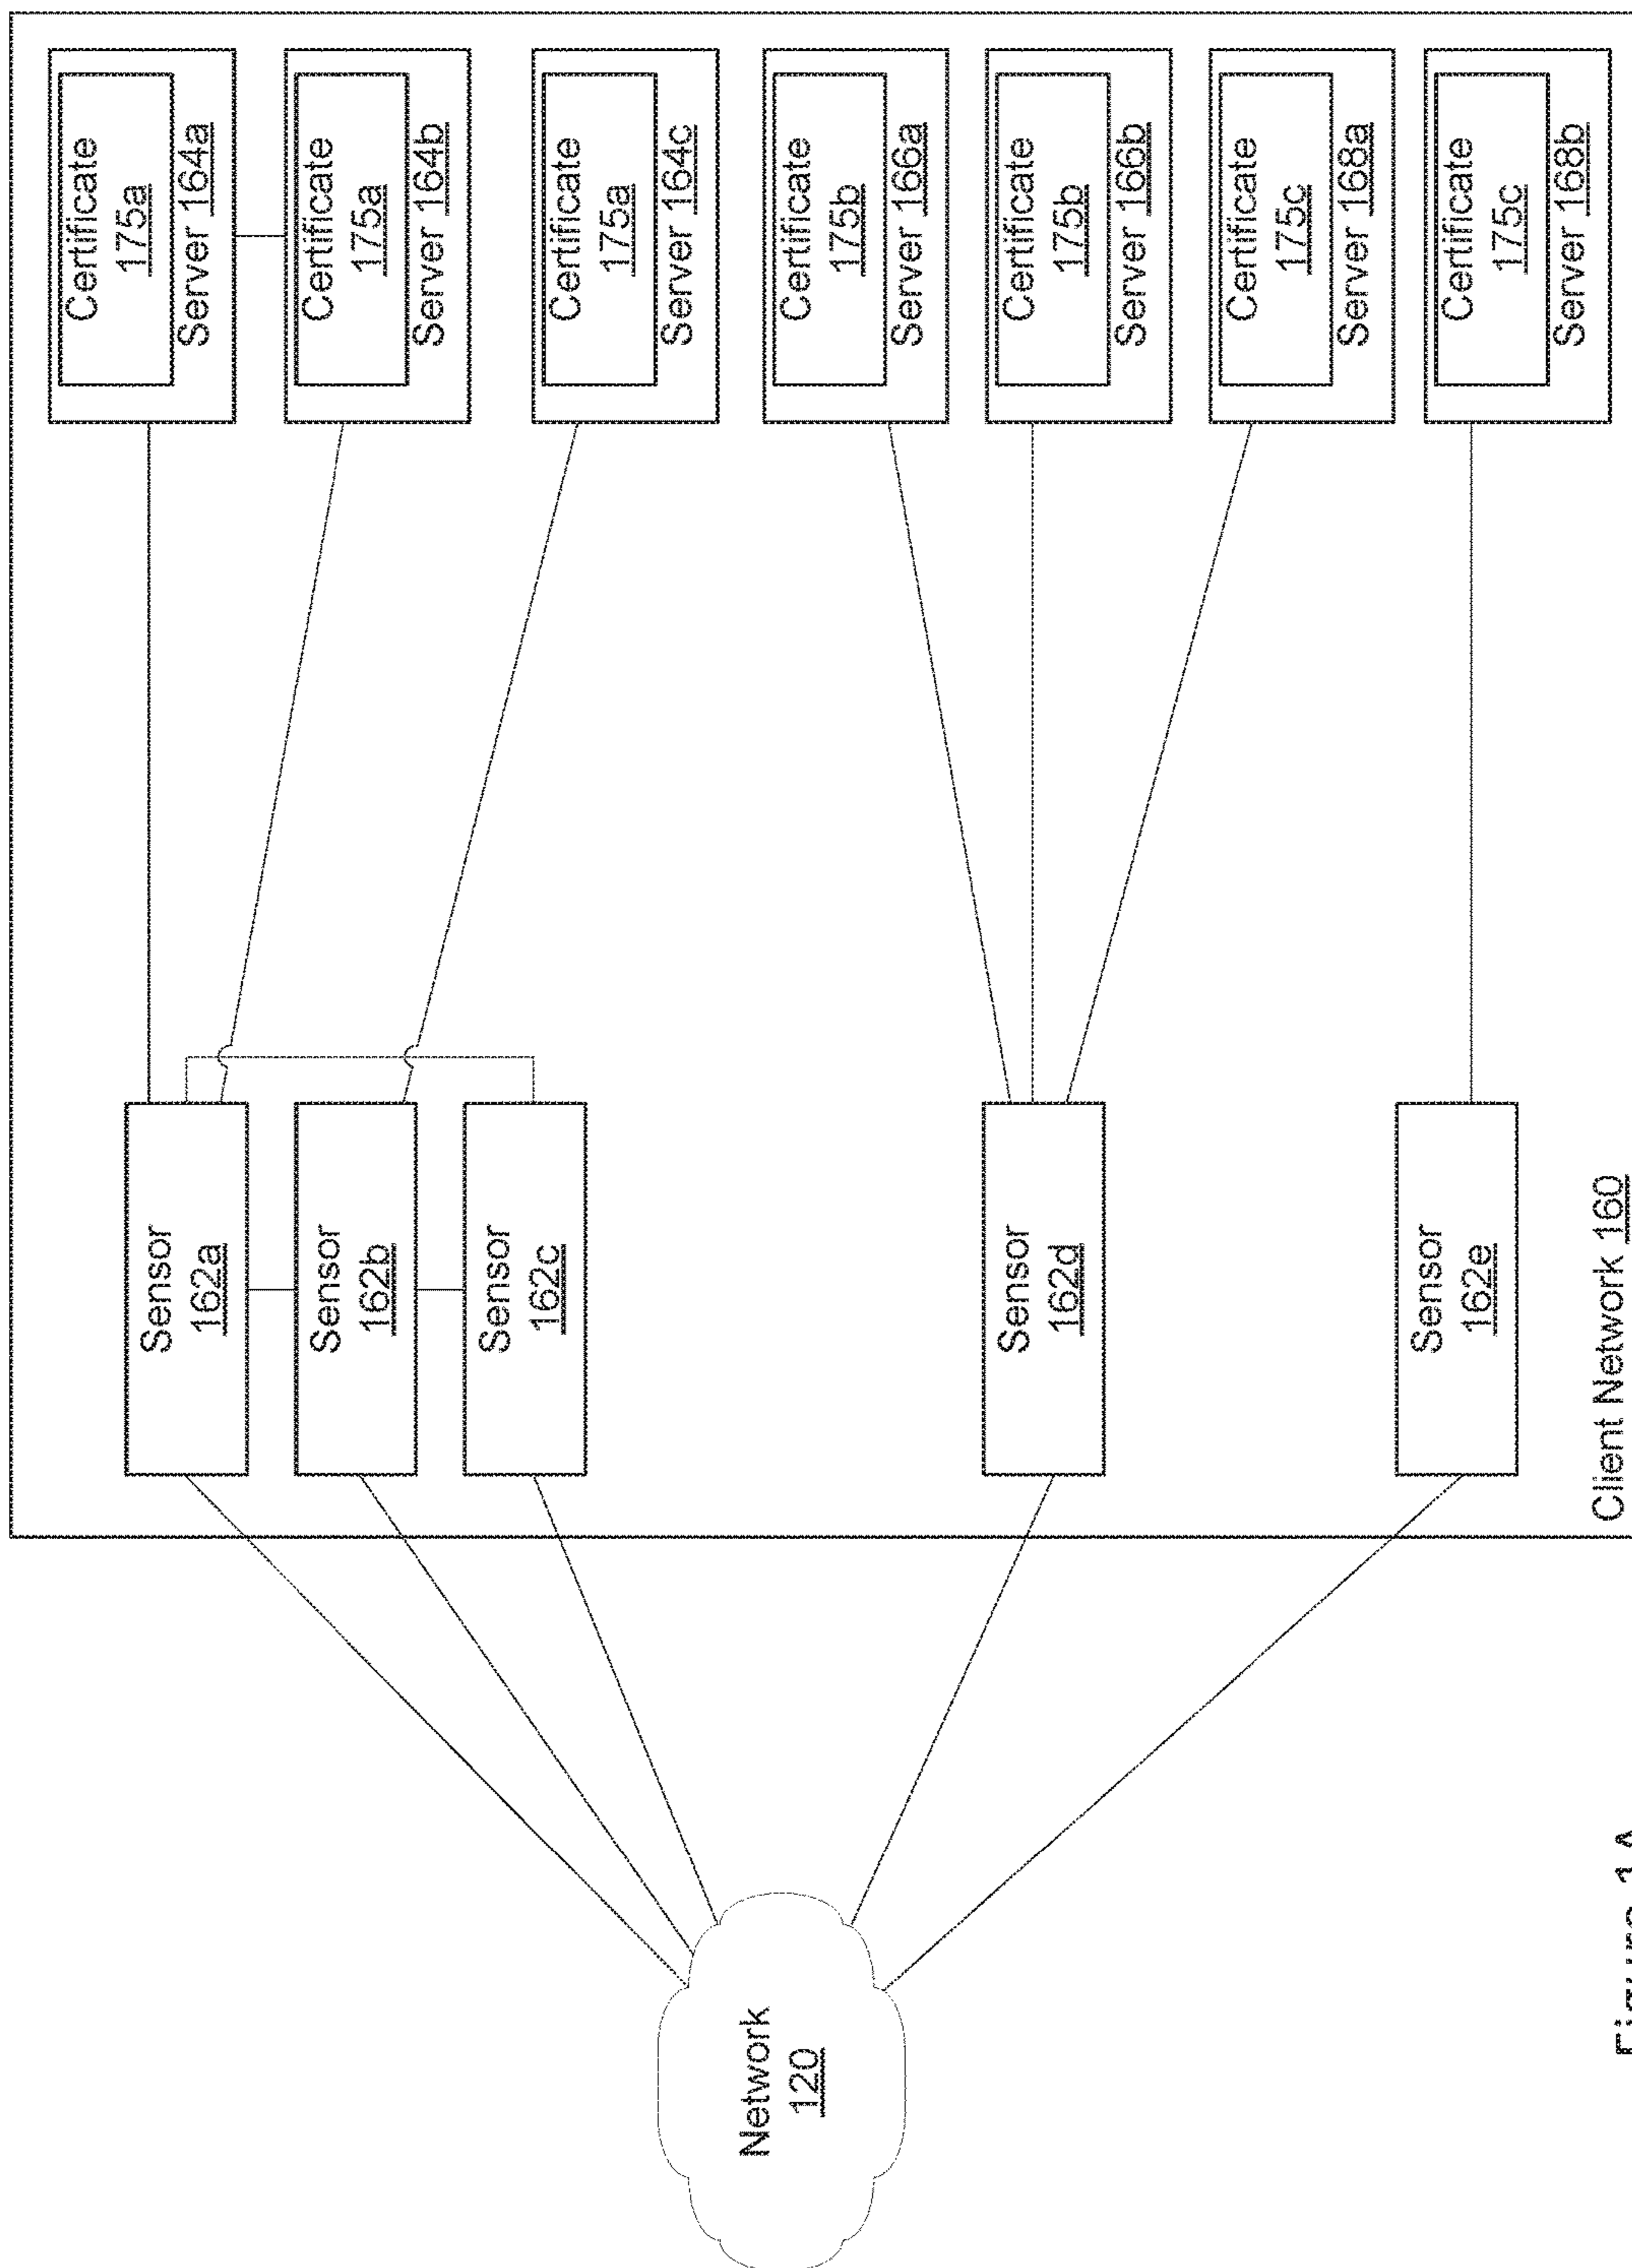 Network
120
Sensor
162a
Sensor
162b
Sensor
162c
Sensor
162d
Sensor
162e
Certificate
175a
Server 164a
Certificate
175a
Server 164b
Certificate
175a
Server 164c
Certificate
175b
Server 166a
Certificate
175b
Server 166b
Certificate
175c
Server 168a
Certificate
175c
Server 168b
Client Network 160
Figure 1A